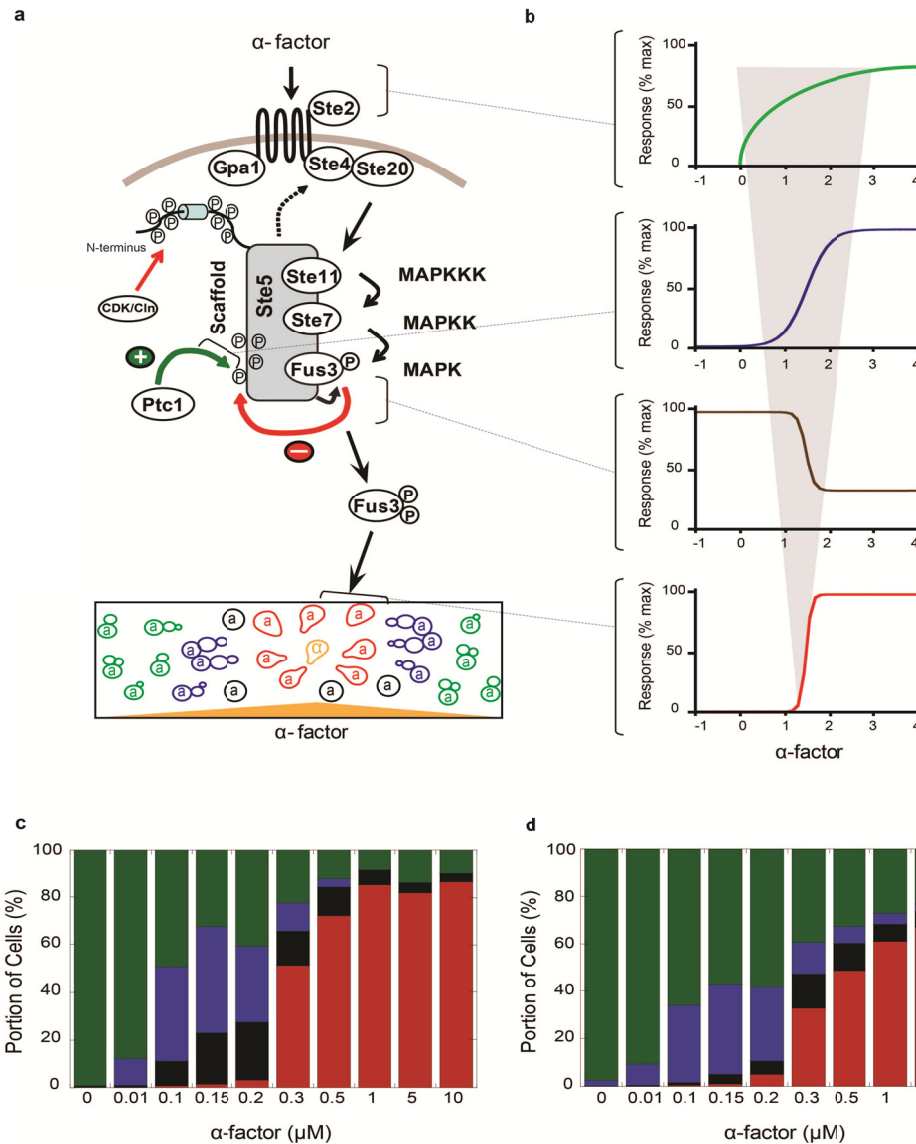 a
α- factor
Ste2
Gpa1
Ste4
Ste20
P P P P P P P P
N-terminus
CDK/Cln
Scaffold
Ste5
Ste11
MAPKKK
Ste7
MAPKK
P P
P P
P
Fus3
P
MAPK
+
Ptc1
−
Fus3
P
P
a a a a a a a a a
a a a a α a a a a
a a a a a a a a
α- factor
b
Response (% max)
100
50
0
-1 0 1 2 3 4
Response (% max)
100
50
0
-1 0 1 2 3 4
Response (% max)
100
50
0
-1 0 1 2 3 4
Response (% max)
100
50
0
-1 0 1 2 3 4
α-factor
c
Portion of Cells (%)
100
80
60
40
20
0
0 0.01 0.1 0.15 0.2 0.3 0.5 1 5 10
α-factor (µM)
d
Portion of Cells (%)
100
80
60
40
20
0
0 0.01 0.1 0.15 0.2 0.3 0.5 1
α-factor (µM)